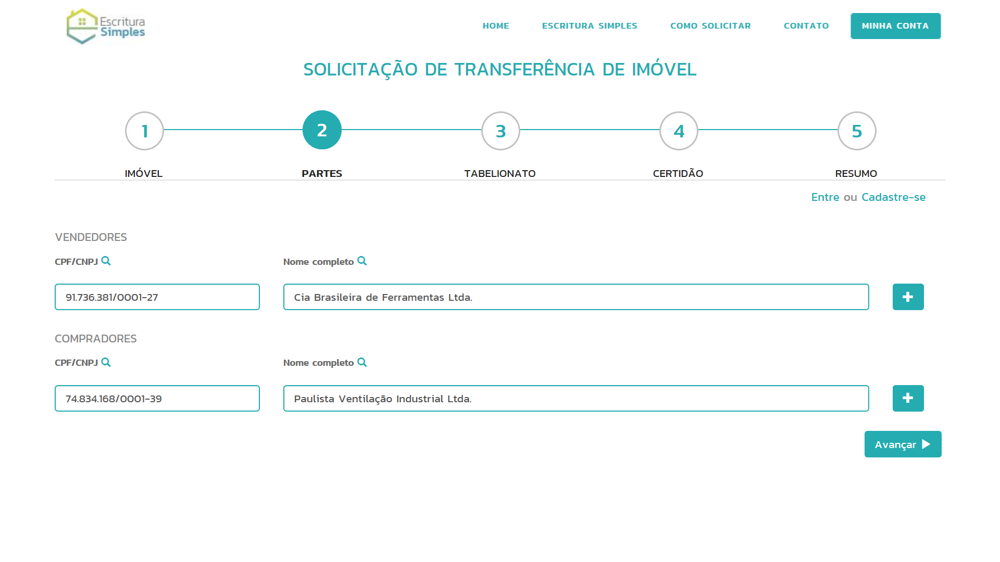 Escritura
Simples
HOME
ESCRITURA SIMPLES
COMO SOLICITAR
CONTATO
MINHA CONTA
SOLICITAÇÃO DE TRANSFERÊNCIA DE IMÓVEL
1
2
3
4
5
IMÓVEL
PARTES
TABELIONATO
CERTIDÃO
RESUMO
Entre ou Cadastre-se
VENDEDORES
CPF/CNPJ
Nome completo
91.736.381/0001-27
Cia Brasileira de Ferramentas Ltda.
COMPRADORES
CPF/CNPJ
Nome completo
74.834.168/0001-39
Paulista Ventilação Industrial Ltda.
Avançar